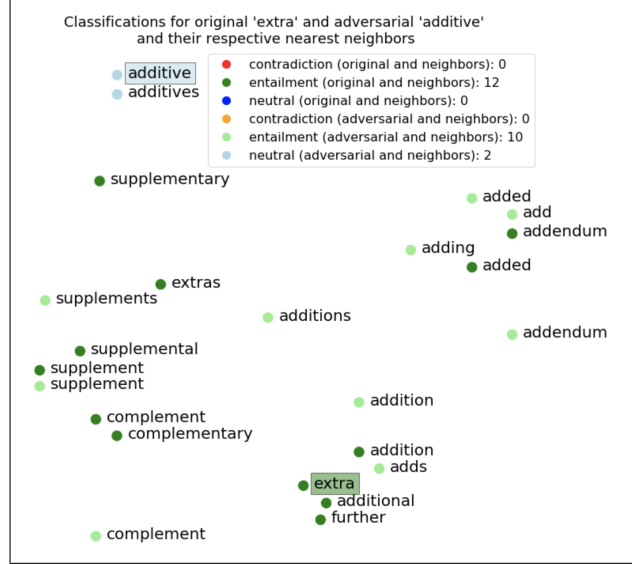 Classifications for original 'extra' and adversarial 'additive'
and their respective nearest neighbors
additive
additives
contradiction (original and neighbors): 0
entailment (original and neighbors): 12
neutral (original and neighbors): 0
contradiction (adversarial and neighbors): 0
entailment (adversarial and neighbors): 10
neutral (adversarial and neighbors): 2
supplementary
added
add
addendum
adding
added
extras
supplements
additions
addendum
supplemental
supplement
supplement
addition
complement
complementary
addition
adds
extra
additional
further
complement